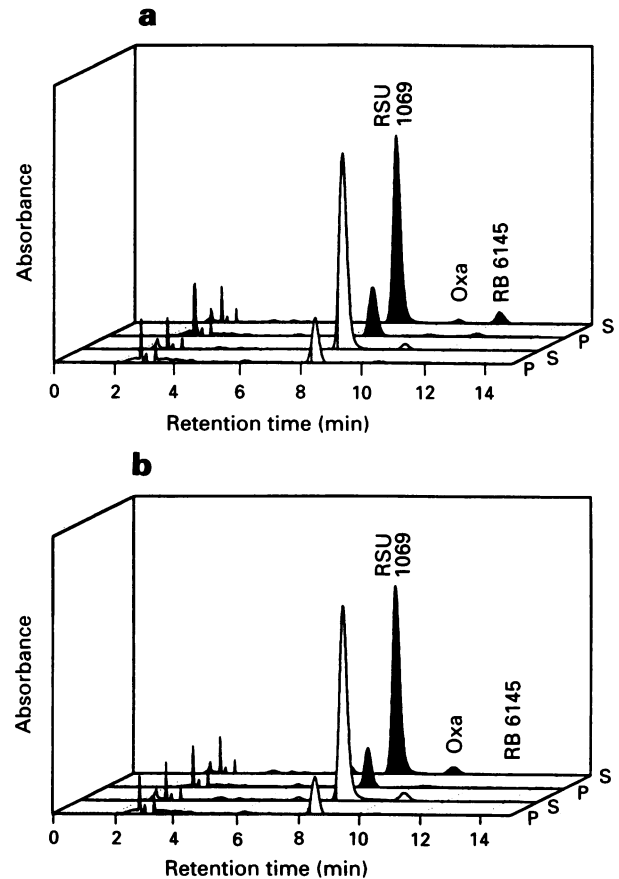 a
Absorbance
RSU
1069
Oxa
RB 6145
S
P
S
P
0 2 4 6 8 10 12 14
Retention time (min)
b
Absorbance
RSU
1069
Oxa
RB 6145
S
P
S
P
0 2 4 6 8 10 12 14
Retention time (min)